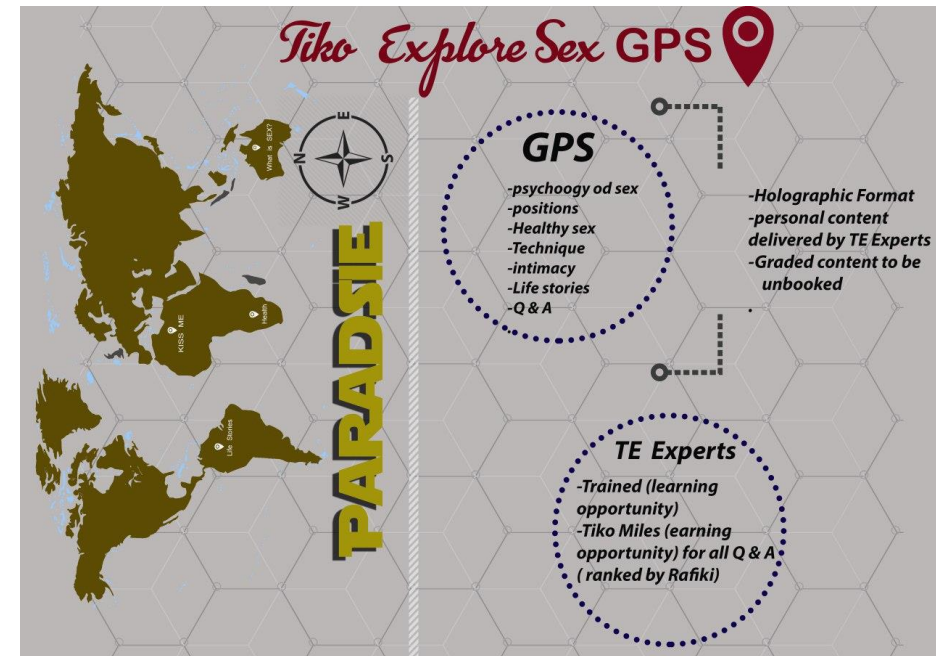 Tiko Explore Sex GPS
What is SEX?
KISS ME
Health
Life Stories
N
E
S
W
PARADSIE
GPS
-psychoogy od sex
-positions
-Healthy sex
-Technique
-intimacy
-Life stories
-Q & A
-Holographic Format
-personal content
delivered by TE Experts
-Graded content to be
unbooked
.
TE Experts
-Trained (learning
opportunity)
-Tiko Miles (earning
opportunity) for all Q & A
( ranked by Rafiki)